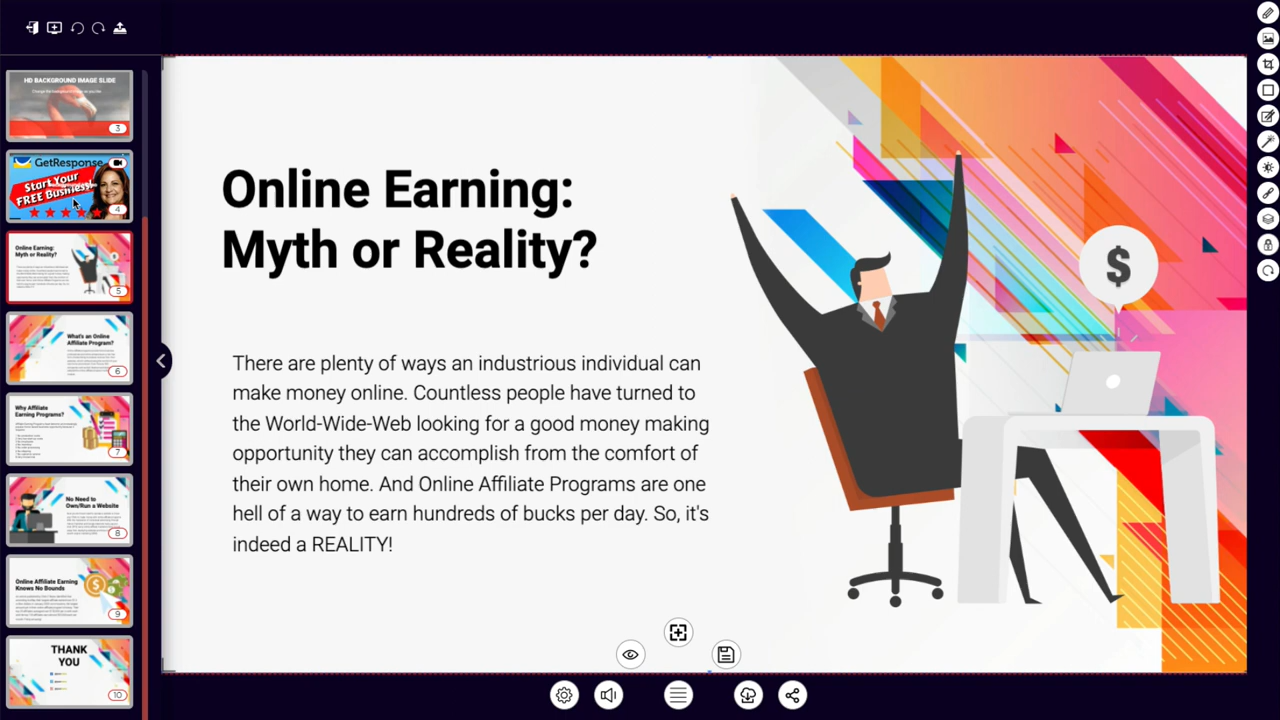 HD BACKGROUND IMAGE SLIDE
3
GetResponse
Start Your
FREE Business!
4
Online Earning:
Myth or Reality?
5
What's an Online
Affiliate Program?
6
Why Affiliate
Earning Programs?
7
No Need to
Own/Run a Website
8
Online Affiliate Earning
Knows No Bounds
9
THANK
YOU
10
Online Earning:
Myth or Reality?
There are plenty of ways an industrious individual can
make money online. Countless people have turned to
the World-Wide-Web looking for a good money making
opportunity they can accomplish from the comfort of
their own home. And Online Affiliate Programs are one
hell of a way to earn hundreds of bucks per day. So, it's
indeed a REALITY!
$